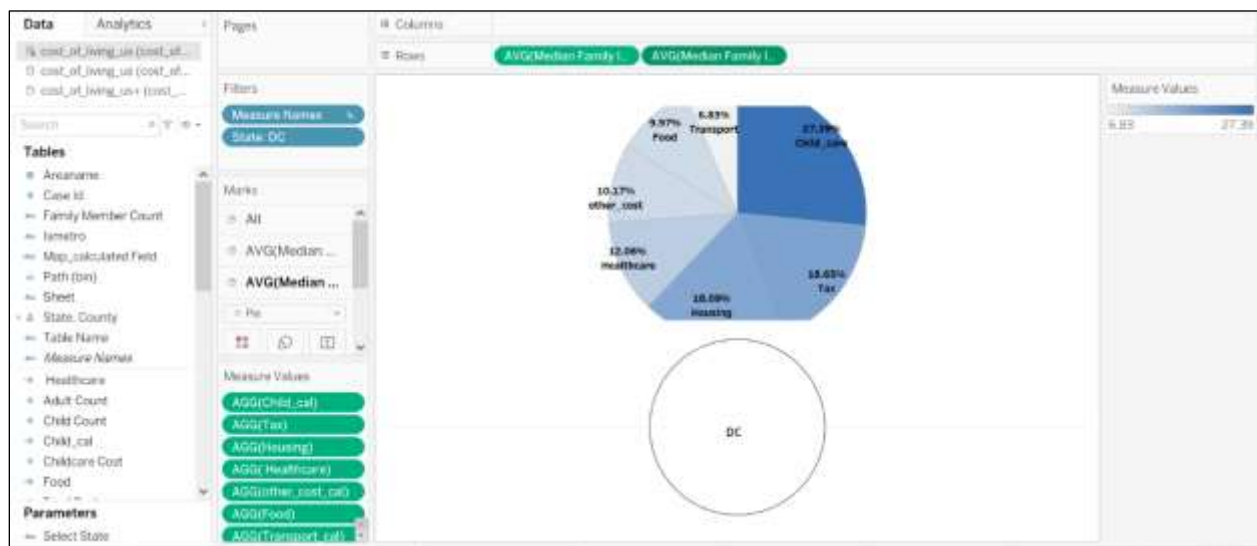 Data Analytics
cost_of_living_us (cost_of...
cost_of_living_us (cost_of...
cost_of_living_us+ (cost_...
Search
Tables
Areaname
Case Id
Family Member Count
Ismetro
Map_calculated Field
Path (bin)
Sheet
State, County
Table Name
Measure Names
Healthcare
Adult Count
Child Count
Child_cal
Childcare Cost
Food
Parameters
Select State
Pages
Filters
Measure Names
State: DC
Marks
All
AVG(Median ...
AVG(Median ...
Pie
Measure Values
AGG(Child_cal)
AGG(Tax)
AGG(Housing)
AGG( Healthcare)
AGG(other_cost_cal)
AGG(Food)
AGG(Transport_cal)
Columns
Rows AVG(Median Family I... AVG(Median Family I...
6.83%
Transport
9.97%
Food
Child_care
10.17%
other_cost
12.06%
Healthcare
18.09%
Housing
18.65%
Tax
DC
Measure Values
6.83